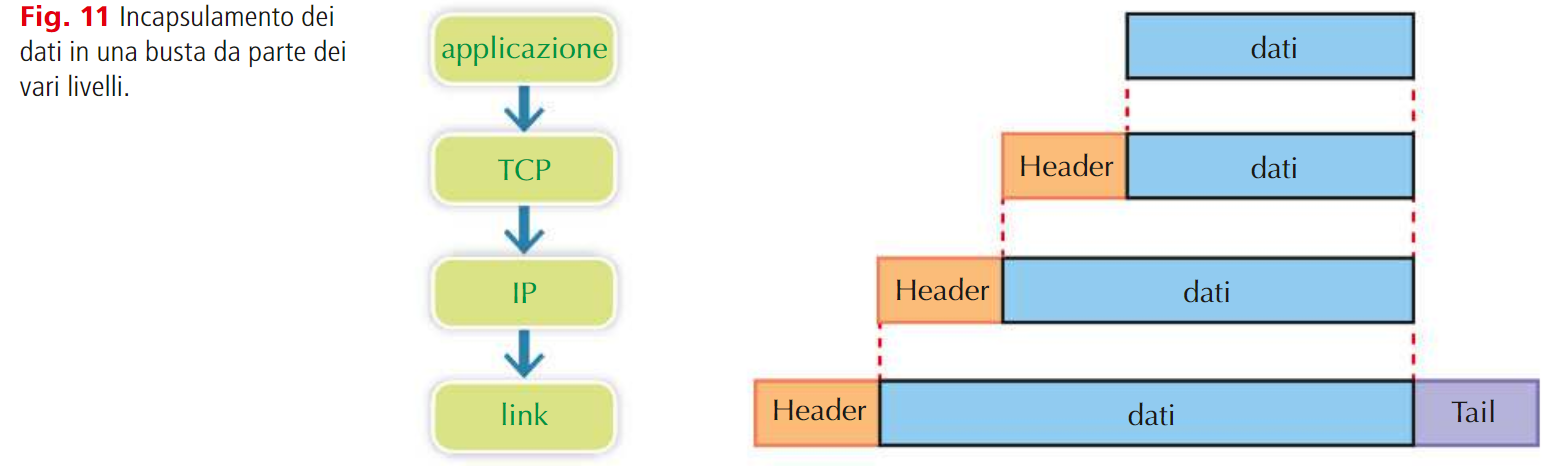 Fig. 11 Incapsulamento dei
dati in una busta da parte dei
vari livelli.
applicazione
dati
TCP
Header dati
IP
Header dati
link
Header dati Tail